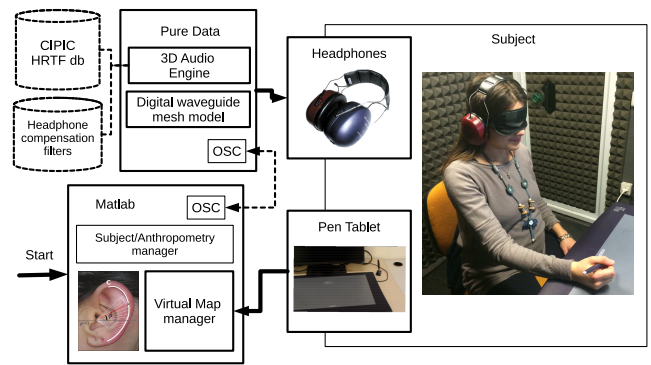 CIPIC
HRTF db
Headphone
compensation
filters
Pure Data
3D Audio
Engine
Digital waveguide
mesh model
OSC
Headphones
Subject
Matlab
OSC
Subject/Anthropometry
manager
Start
Virtual Map
manager
Pen Tablet